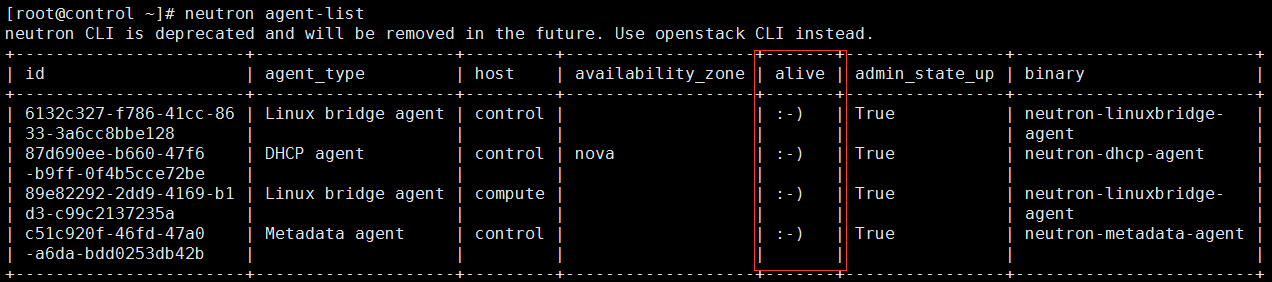 [root@control ~]# neutron agent-list
neutron CLI is deprecated and will be removed in the future. Use openstack CLI instead.
+------------------------+--------------------+---------+-------------------+-------+----------------+------------------------+
| id                     | agent_type         | host    | availability_zone | alive | admin_state_up | binary                 |
+------------------------+--------------------+---------+-------------------+-------+----------------+------------------------+
| 6132c327-f786-41cc-86  | Linux bridge agent | control |                   | :-)   | True           | neutron-linuxbridge-   |
| 33-3a6cc8bbe128        |                    |         |                   |       |                | agent                  |
| 87d690ee-b660-47f6     | DHCP agent         | control | nova              | :-)   | True           | neutron-dhcp-agent     |
| -b9ff-0f4b5cce72be     |                    |         |                   |       |                |                        |
| 89e82292-2dd9-4169-b1  | Linux bridge agent | compute |                   | :-)   | True           | neutron-linuxbridge-   |
| d3-c99c2137235a        |                    |         |                   |       |                | agent                  |
| c51c920f-46fd-47a0     | Metadata agent     | control |                   | :-)   | True           | neutron-metadata-agent |
| -a6da-bdd0253db42b     |                    |         |                   |       |                |                        |
+------------------------+--------------------+---------+-------------------+-------+----------------+------------------------+